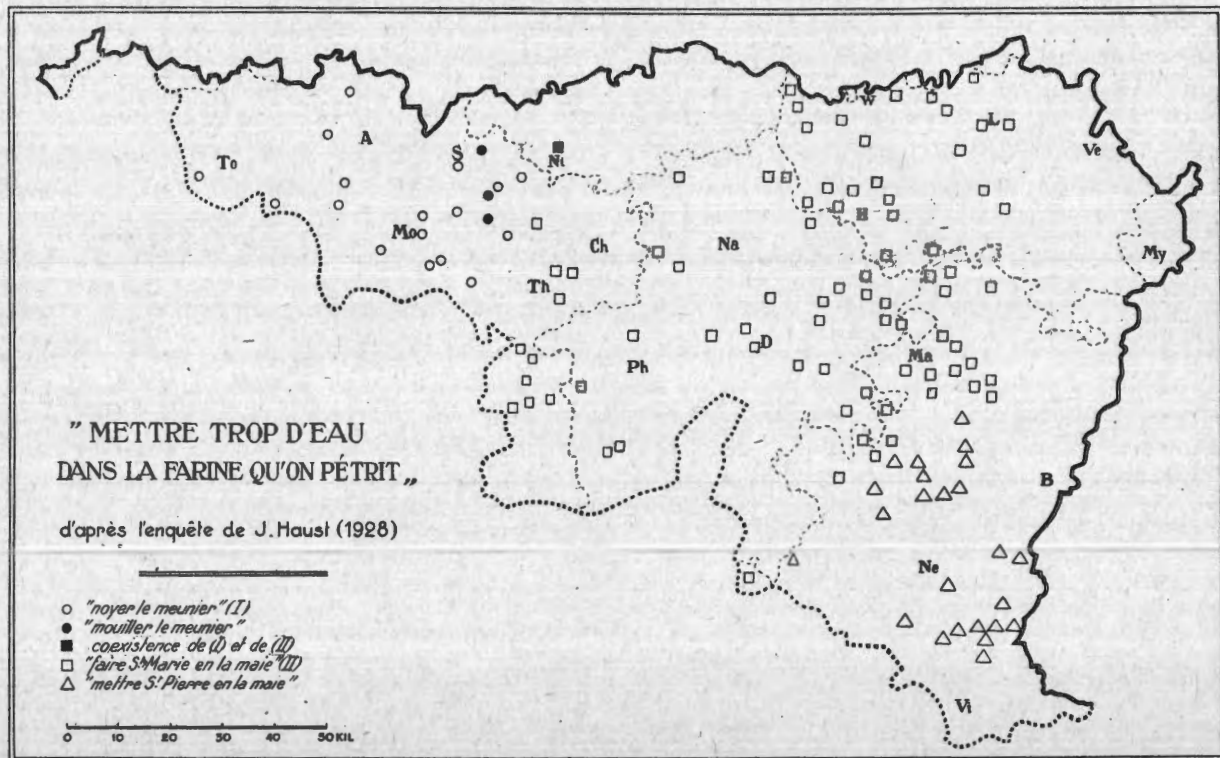 " METTRE TROP D'EAU
DANS LA FARINE QU'ON PÉTRIT „
d'après l'enquête de J. Haust (1928)
○ "noyer le meunier" (I)
● "mouiller le meunier"
■ coexistence de (I) et de (II)
□ "faire Ste Marie en la maie" (II)
△ "mettre St Pierre en la maie"
0 10 20 30 40 50 KIL
To
A
S
Ni
W
L
Ve
Mo
Ch
Na
H
My
Th
Ph
D
Ma
B
Ne
Vi